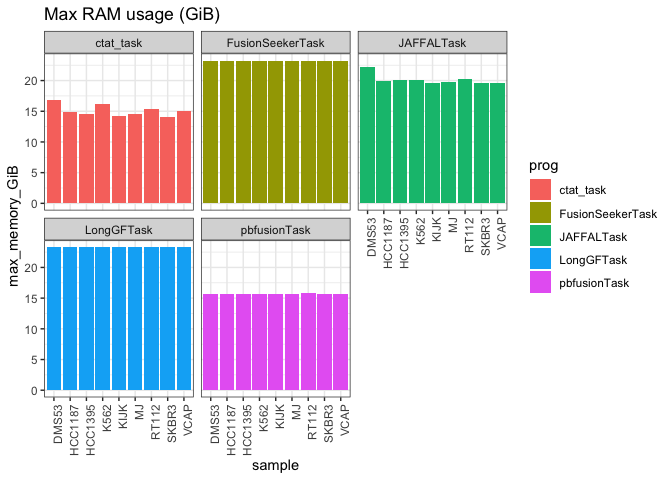 Max RAM usage (GiB)
ctat_task
FusionSeekerTask
JAFFALTask
20
15
10
5
0
DMS53
HCC1187
HCC1395
K562
KIJK
MJ
RT112
SKBR3
VCAP
LongGFTask
pbfusionTask
20
15
10
5
0
DMS53
HCC1187
HCC1395
K562
KIJK
MJ
RT112
SKBR3
VCAP
DMS53
HCC1187
HCC1395
K562
KIJK
MJ
RT112
SKBR3
VCAP
max_memory_GiB
sample
prog
ctat_task
FusionSeekerTask
JAFFALTask
LongGFTask
pbfusionTask